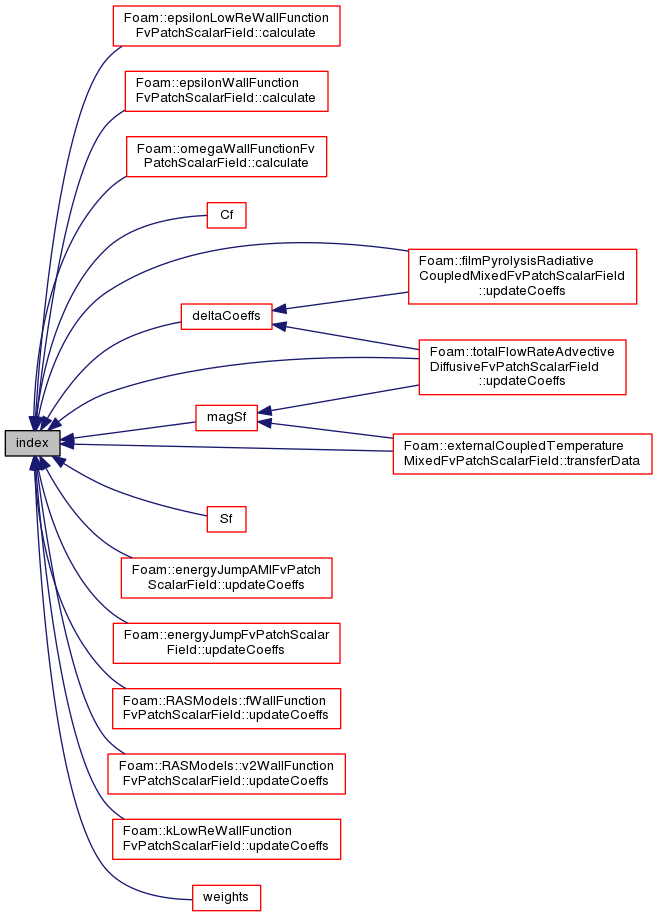 Foam::epsilonLowReWallFunction
FvPatchScalarField::calculate
Foam::epsilonWallFunction
FvPatchScalarField::calculate
Foam::omegaWallFunctionFv
PatchScalarField::calculate
Cf
Foam::filmPyrolysisRadiative
CoupledMixedFvPatchScalarField
::updateCoeffs
deltaCoeffs
Foam::totalFlowRateAdvective
DiffusiveFvPatchScalarField
::updateCoeffs
magSf
index
Foam::externalCoupledTemperature
MixedFvPatchScalarField::transferData
Sf
Foam::energyJumpAMIFvPatch
ScalarField::updateCoeffs
Foam::energyJumpFvPatchScalar
Field::updateCoeffs
Foam::RASModels::fWallFunction
FvPatchScalarField::updateCoeffs
Foam::RASModels::v2WallFunction
FvPatchScalarField::updateCoeffs
Foam::kLowReWallFunction
FvPatchScalarField::updateCoeffs
weights